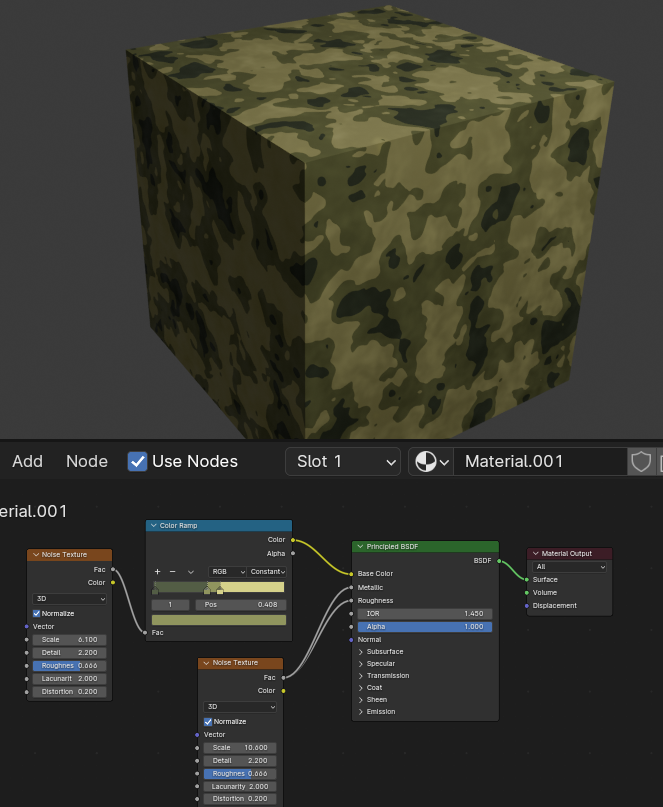 Add Node Use Nodes Slot 1 Material.001
erial.001
Noise Texture
Fac
Color
3D
Normalize
Vector
Scale 6.100
Detail 2.200
Roughnes 0.666
Lacunarit 2.000
Distortion 0.200
Color Ramp
Color
Alpha
+ − RGB Constant
1 Pos 0.408
Fac
Noise Texture
Fac
Color
3D
Normalize
Vector
Scale 10.600
Detail 2.200
Roughnes 0.666
Lacunarity 2.000
Distortion 0.200
Principled BSDF
BSDF
Base Color
Metallic
Roughness
IOR 1.450
Alpha 1.000
Normal
Subsurface
Specular
Transmission
Coat
Sheen
Emission
Material Output
All
Surface
Volume
Displacement